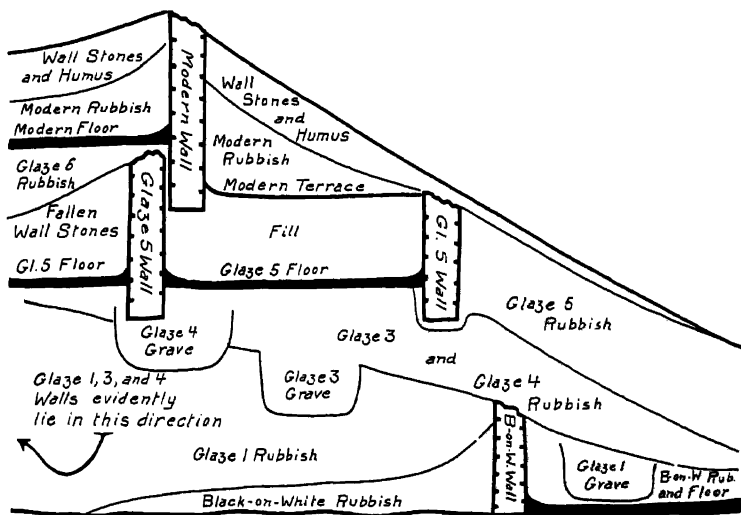 Wall Stones
and Humus
Modern Rubbish
Modern Floor
Glaze 6
Rubbish
Fallen
Wall Stones
Gl.5 Floor
Modern Wall
Glaze 5 Wall
Wall
Stones
and
Humus
Modern
Rubbish
Modern Terrace
Fill
Glaze 5 Floor
Gl. 5 Wall
Glaze 5
Rubbish
Glaze 4
Grave
Glaze 3
and
Glaze 4
Rubbish
Glaze 3
Grave
Glaze 1, 3, and 4
Walls evidently
lie in this direction
Glaze 1 Rubbish
Black-on-White Rubbish
B-on-W. Wall
Glaze 1
Grave
B-on-W Rub.
and Floor